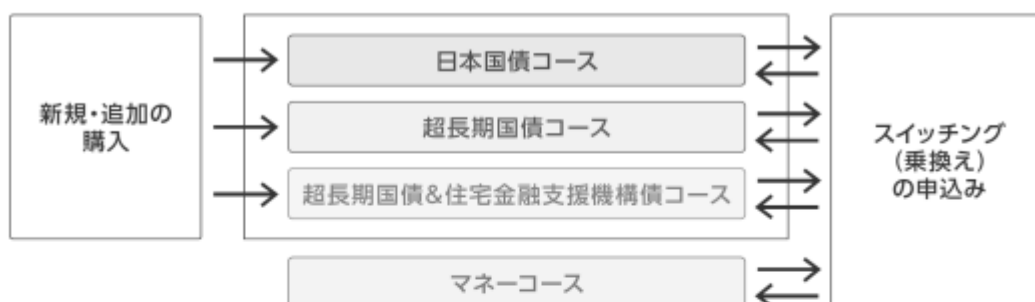 新規・追加の
購入
日本国債コース
超長期国債コース
超長期国債&住宅金融支援機構債コース
マネーコース
スイッチング
(乗換え)
の申込み